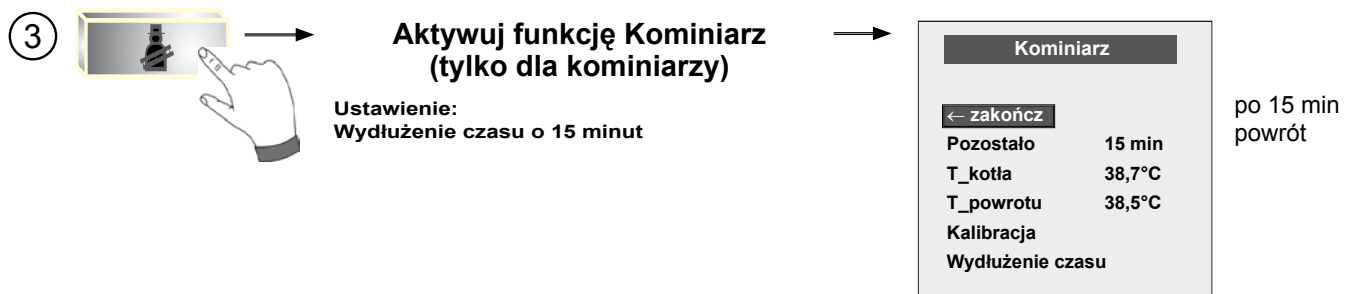 3
Aktywuj funkcję Kominiarz
(tylko dla kominiarzy)
Ustawienie:
Wydłużenie czasu o 15 minut
Kominiarz
← zakończ
Pozostało 15 min
T_kotła 38,7°C
T_powrotu 38,5°C
Kalibracja
Wydłużenie czasu
po 15 min
powrót